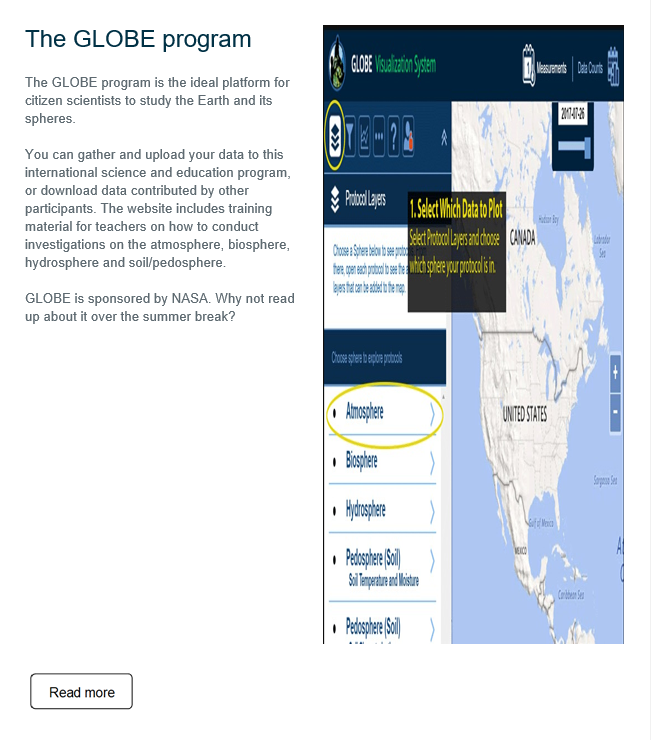 The GLOBE program
The GLOBE program is the ideal platform for
citizen scientists to study the Earth and its
spheres.
You can gather and upload your data to this
international science and education program,
or download data contributed by other
participants. The website includes training
material for teachers on how to conduct
investigations on the atmosphere, biosphere,
hydrosphere and soil/pedosphere.
GLOBE is sponsored by NASA. Why not read
up about it over the summer break?
GLOBE Visualization System
Measurements
Data Counts
2017-07-26
Protocol Layers
1. Select Which Data to Plot
Select Protocol Layers and choose
which sphere your protocol is in.
Choose a Sphere below to see
there, open each protocol to see the
layers that can be added to the map.
Choose sphere to explore protocols
• Atmosphere
• Biosphere
• Hydrosphere
• Pedosphere (Soil)
Soil Temperature and Moisture
• Pedosphere (Soil)
Hudson Bay
CANADA
Labrador
Sea
UNITED STATES
Sargasso Sea
Gulf of Mexico
MEXICO
Caribbean Sea
Read more